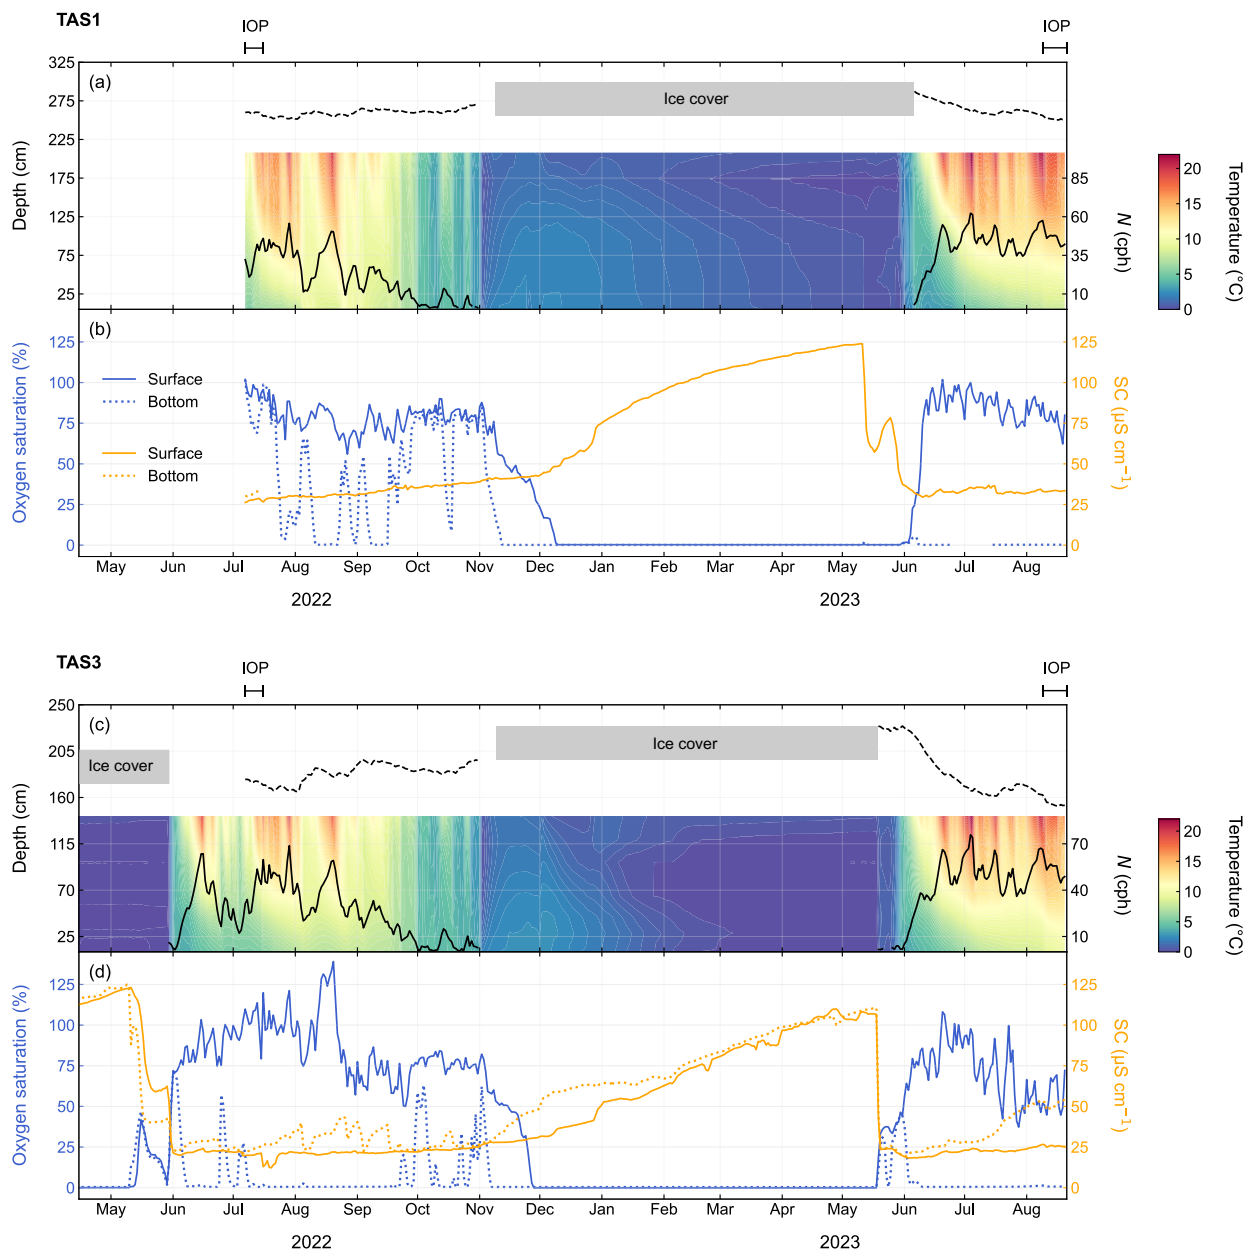 TAS1
IOP
IOP
(a)
Ice cover
325
275
225
175
125
75
25
Depth (cm)
85
60
35
10
N (cph)
20
15
10
5
0
Temperature (°C)
(b)
125
100
75
50
25
0
Oxygen saturation (%)
Surface
Bottom
Surface
Bottom
125
100
75
50
25
0
SC (µS cm⁻¹)
May Jun Jul Aug Sep Oct Nov Dec Jan Feb Mar Apr May Jun Jul Aug
2022 2023
TAS3
IOP
IOP
(c)
Ice cover
Ice cover
250
205
160
115
70
25
Depth (cm)
70
40
10
N (cph)
20
15
10
5
0
Temperature (°C)
(d)
125
100
75
50
25
0
Oxygen saturation (%)
125
100
75
50
25
0
SC (µS cm⁻¹)
May Jun Jul Aug Sep Oct Nov Dec Jan Feb Mar Apr May Jun Jul Aug
2022 2023